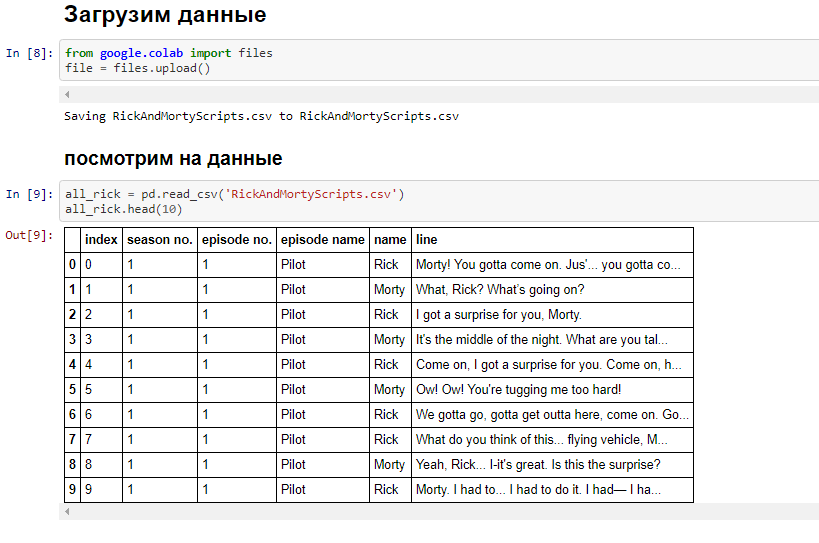 Загрузим данные
In [8]: from google.colab import files
file = files.upload()
Saving RickAndMortyScripts.csv to RickAndMortyScripts.csv
посмотрим на данные
In [9]: all_rick = pd.read_csv('RickAndMortyScripts.csv')
all_rick.head(10)
Out[9]:
index season no. episode no. episode name name line
0 0 1 1 Pilot Rick Morty! You gotta come on. Jus'... you gotta co...
1 1 1 1 Pilot Morty What, Rick? What's going on?
2 2 1 1 Pilot Rick I got a surprise for you, Morty.
3 3 1 1 Pilot Morty It's the middle of the night. What are you tal...
4 4 1 1 Pilot Rick Come on, I got a surprise for you. Come on, h...
5 5 1 1 Pilot Morty Ow! Ow! You're tugging me too hard!
6 6 1 1 Pilot Rick We gotta go, gotta get outta here, come on. Go...
7 7 1 1 Pilot Rick What do you think of this... flying vehicle, M...
8 8 1 1 Pilot Morty Yeah, Rick... I-it's great. Is this the surprise?
9 9 1 1 Pilot Rick Morty. I had to... I had to do it. I had— I ha...